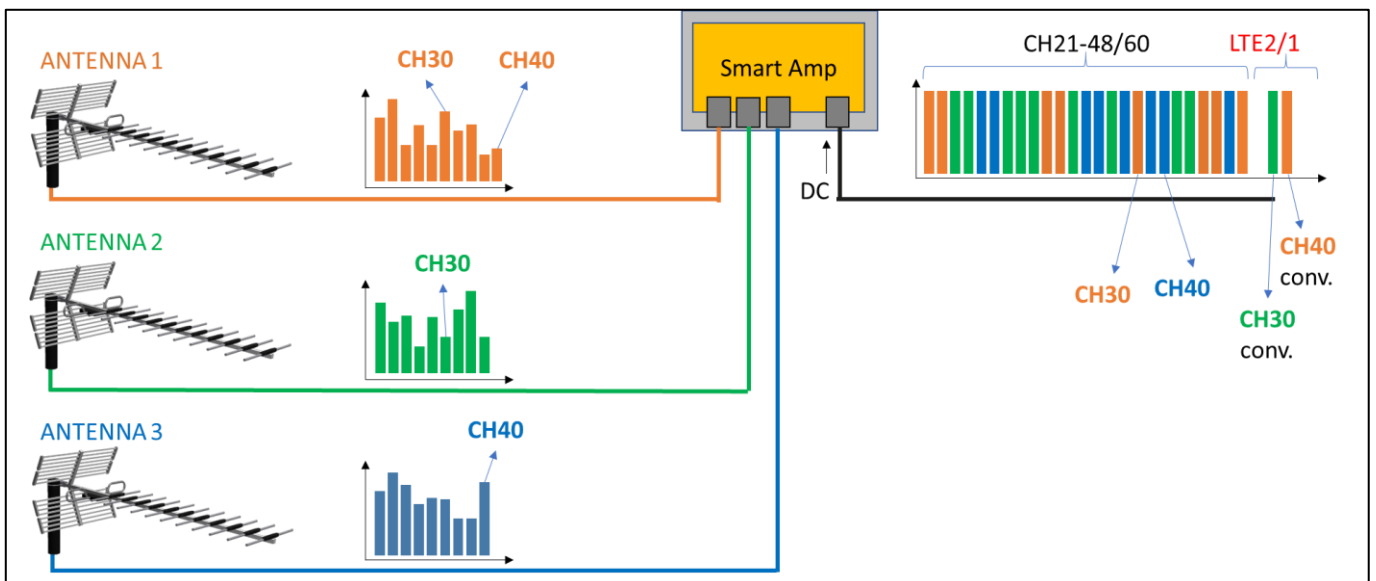 ANTENNA 1
CH30
CH40
Smart Amp
CH21-48/60
LTE2/1
DC
ANTENNA 2
CH30
CH30
CH40
CH40
conv.
CH30
conv.
ANTENNA 3
CH40